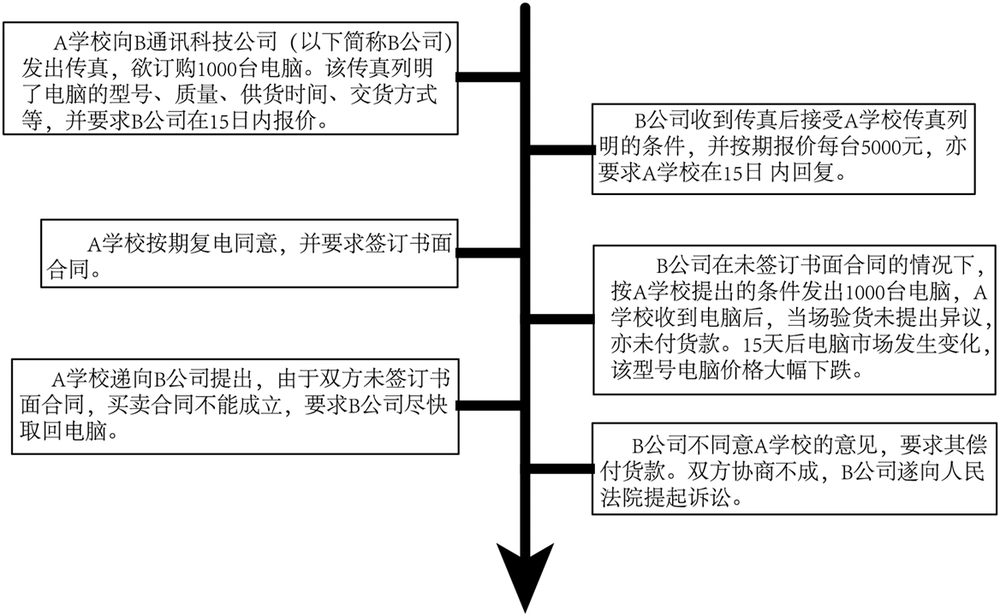 A学校向B通讯科技公司（以下简称B公司）
发出传真，欲订购1000台电脑。该传真列明
了电脑的型号、质量、供货时间、交货方式
等，并要求B公司在15日内报价。
B公司收到传真后接受A学校传真列
明的条件，并按期报价每台5000元，亦
要求A学校在15日 内回复。
A学校按期复电同意，并要求签订书面
合同。
B公司在未签订书面合同的情况下，
按A学校提出的条件发出1000台电脑，A
学校收到电脑后，当场验货未提出异议，
亦未付货款。15天后电脑市场发生变化，
该型号电脑价格大幅下跌。
A学校递向B公司提出，由于双方未签订书
面合同，买卖合同不能成立，要求B公司尽快
取回电脑。
B公司不同意A学校的意见，要求其偿
付货款。双方协商不成，B公司遂向人民
法院提起诉讼。